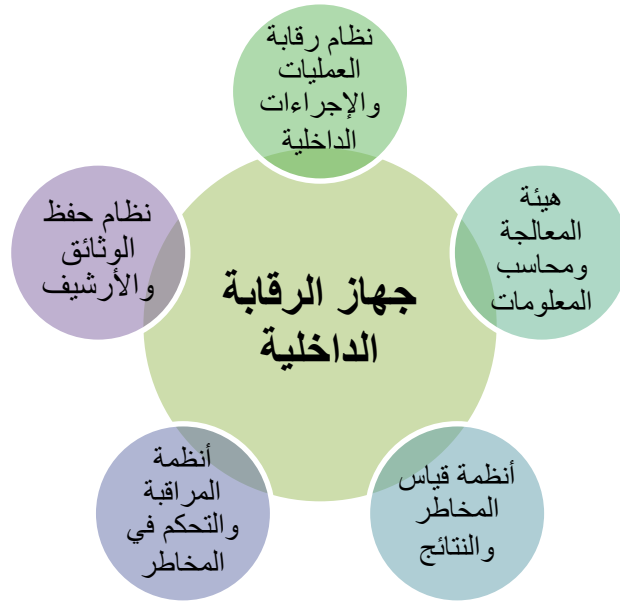 نظام رقابة
العمليات
والإجراءات
الداخلية
هيئة
المعالجة
ومحاسب
المعلومات
نظام حفظ
الوثائق
والأرشيف
جهاز الرقابة
الداخلية
أنظمة قياس
المخاطر
والنتائج
أنظمة
المراقبة
والتحكم في
المخاطر